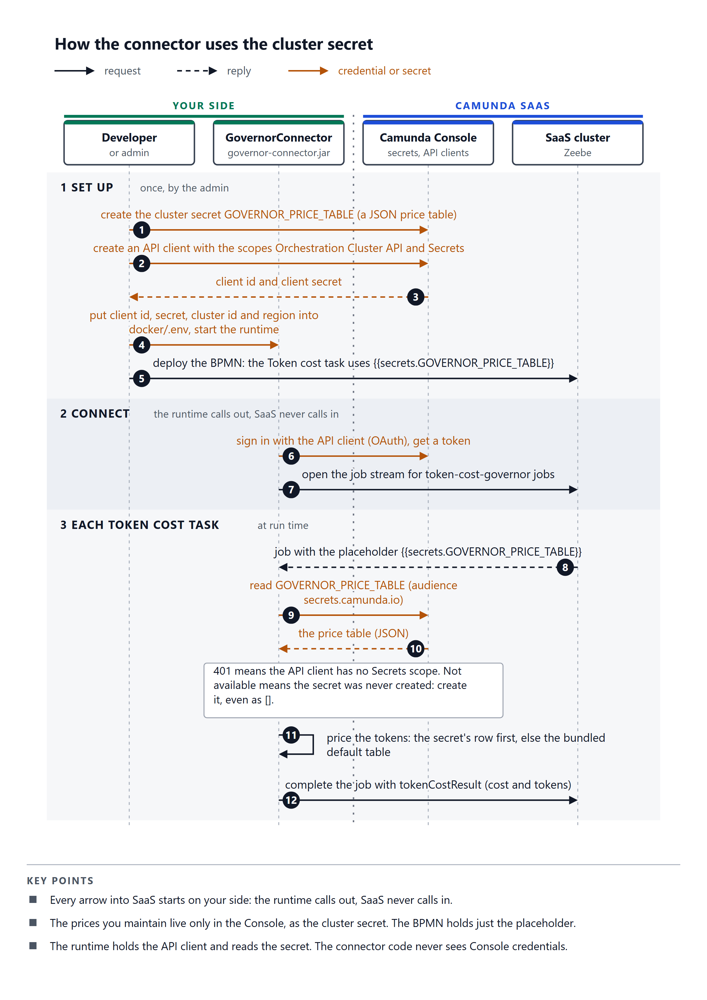 How the connector uses the cluster secret
request
reply
credential or secret
YOUR SIDE
CAMUNDA SAAS
Developer
or admin
GovernorConnector
governor-connector.jar
Camunda Console
secrets, API clients
SaaS cluster
Zeebe
1 SET UP
once, by the admin
create the cluster secret GOVERNOR_PRICE_TABLE (a JSON price table)
1
create an API client with the scopes Orchestration Cluster API and Secrets
2
client id and client secret
3
put client id, secret, cluster id and region into
docker/.env, start the runtime
4
deploy the BPMN: the Token cost task uses {{secrets.GOVERNOR_PRICE_TABLE}}
5
2 CONNECT
the runtime calls out, SaaS never calls in
sign in with the API client (OAuth), get a token
6
open the job stream for token-cost-governor jobs
7
3 EACH TOKEN COST TASK
at run time
job with the placeholder {{secrets.GOVERNOR_PRICE_TABLE}}
8
read GOVERNOR_PRICE_TABLE (audience
secrets.camunda.io)
9
the price table (JSON)
10
401 means the API client has no Secrets scope. Not
available means the secret was never created: create
it, even as [].
11
price the tokens: the secret's row first, else the bundled
default table
complete the job with tokenCostResult (cost and tokens)
12
KEY POINTS
Every arrow into SaaS starts on your side: the runtime calls out, SaaS never calls in.
The prices you maintain live only in the Console, as the cluster secret. The BPMN holds just the placeholder.
The runtime holds the API client and reads the secret. The connector code never sees Console credentials.